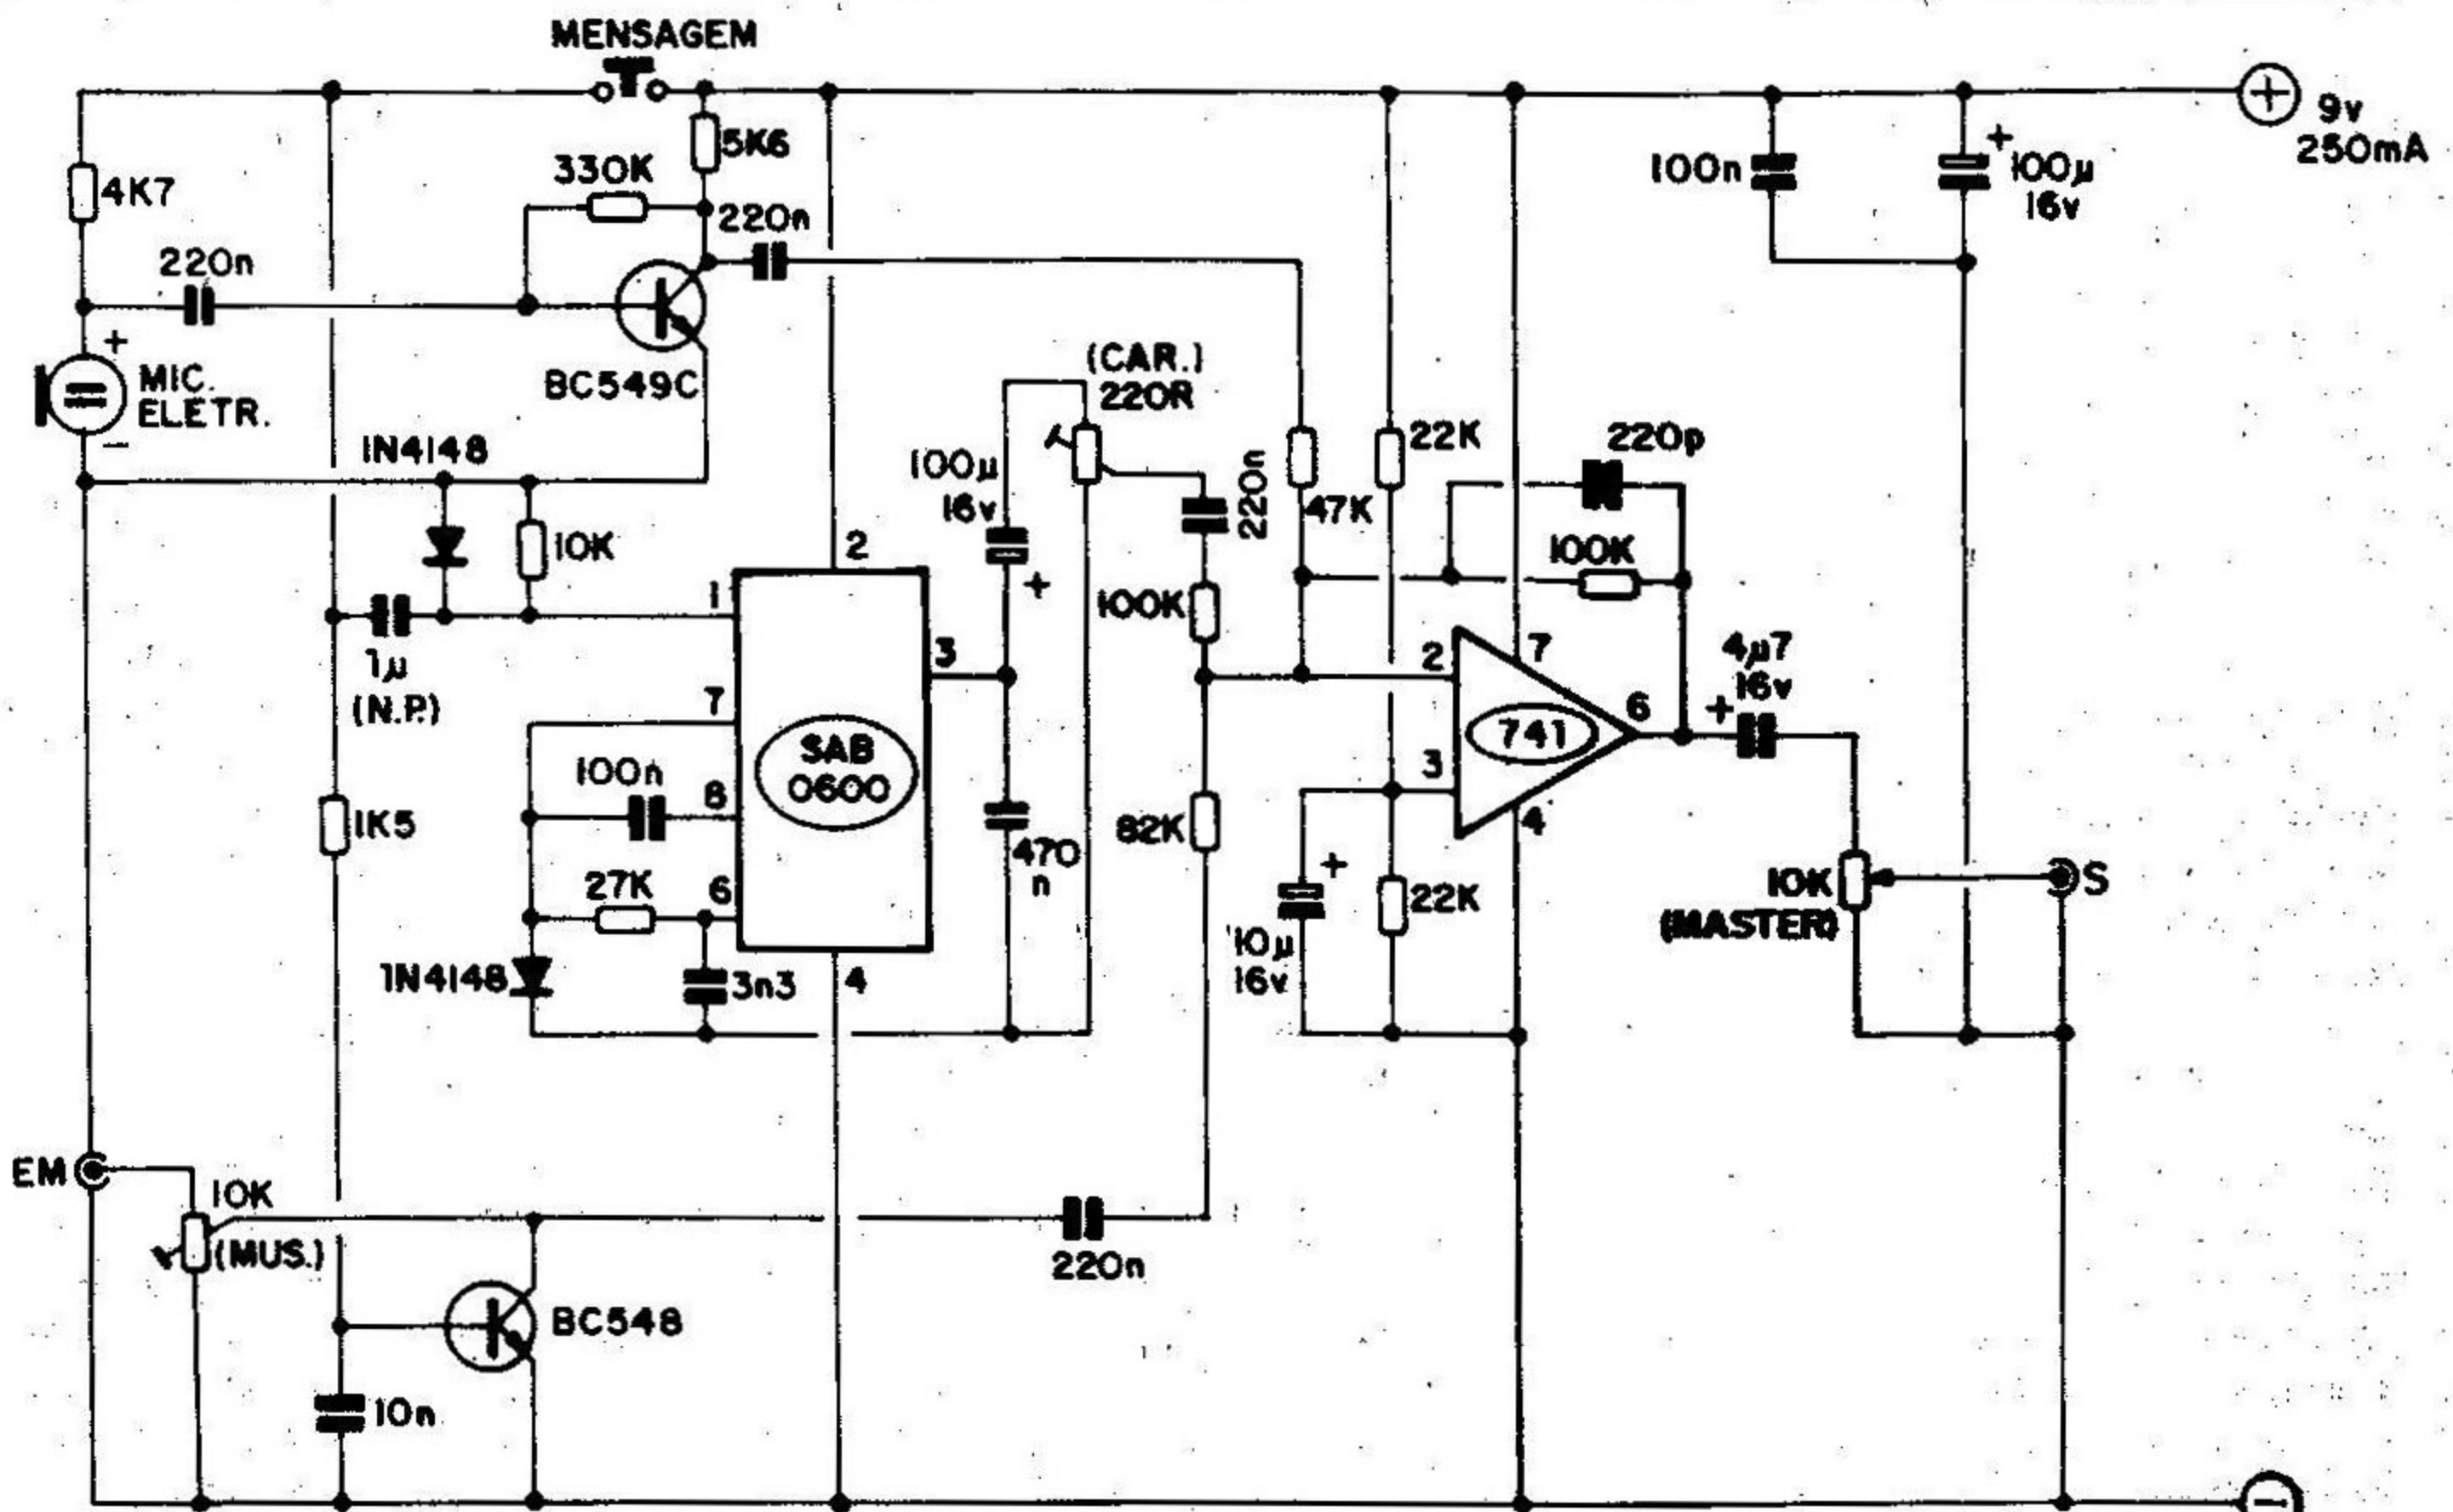 MENSAGEM
+
9v
250mA
5K6
330K
4K7
220n
220n
100n
+
100µ
16v
BC549C
+
MIC.
ELETR.
-
1N4148
10K
(CAR.)
220R
100µ
16v
+
220n
47K
22K
220p
100K
100K
1µ
(N.P.)
1
2
3
7
8
6
4
SAB
0600
100n
27K
1N4148
3n3
470
n
82K
1K5
2
7
3
6
4
741
4µ7
16v
+
+
10µ
16v
22K
10K
(MASTER)
S
EM
10K
(MUS.)
220n
BC548
10n
-